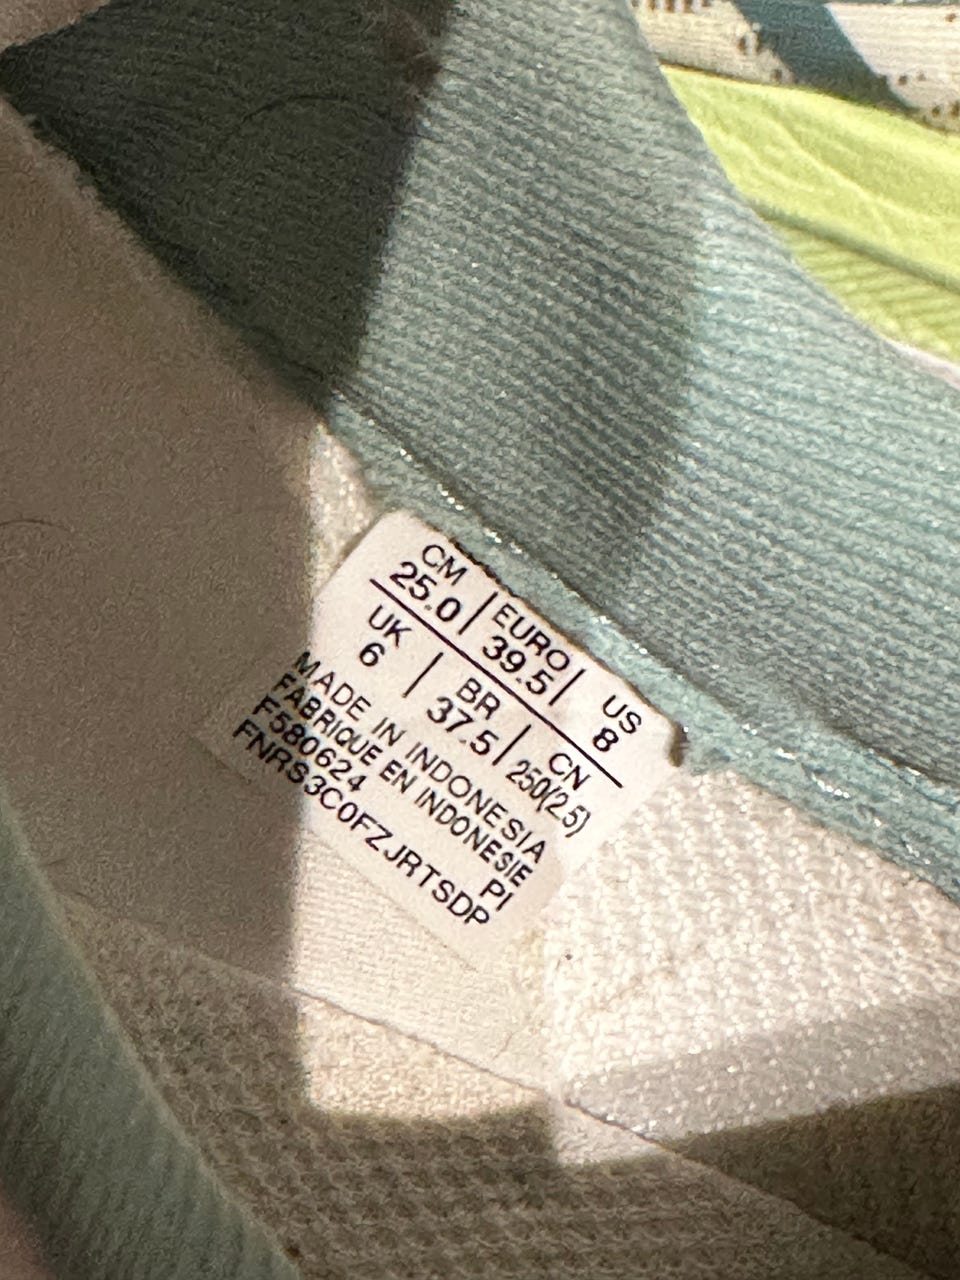 CM | EURO | US
25.0 | 39.5 | 8
UK | BR | CN
6 | 37.5 | 250(2.5)
MADE IN INDONESIA
FABRIQUE EN INDONESIE
F580624 PI
FNRS3C0FZJRTSDP